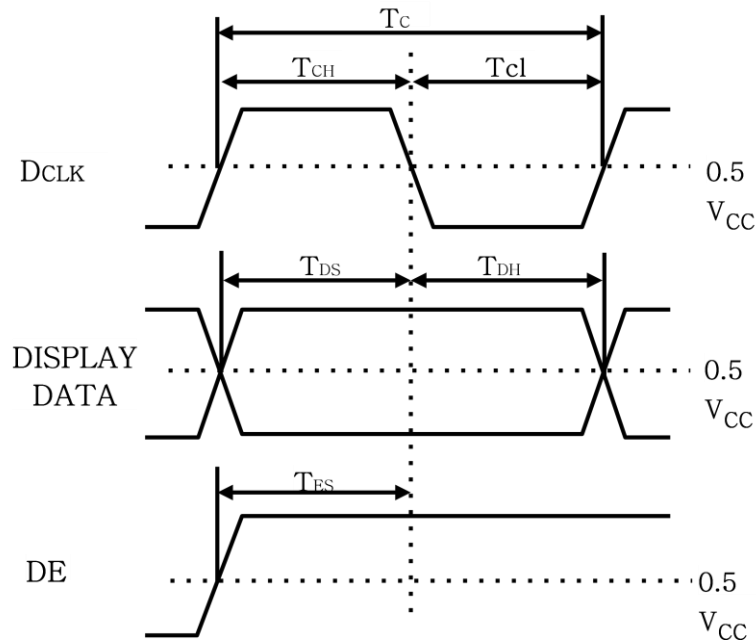 TC
TCH
Tcl
DCLK
0.5
VCC
TDS
TDH
DISPLAY
DATA
0.5
VCC
TES
DE
0.5
VCC